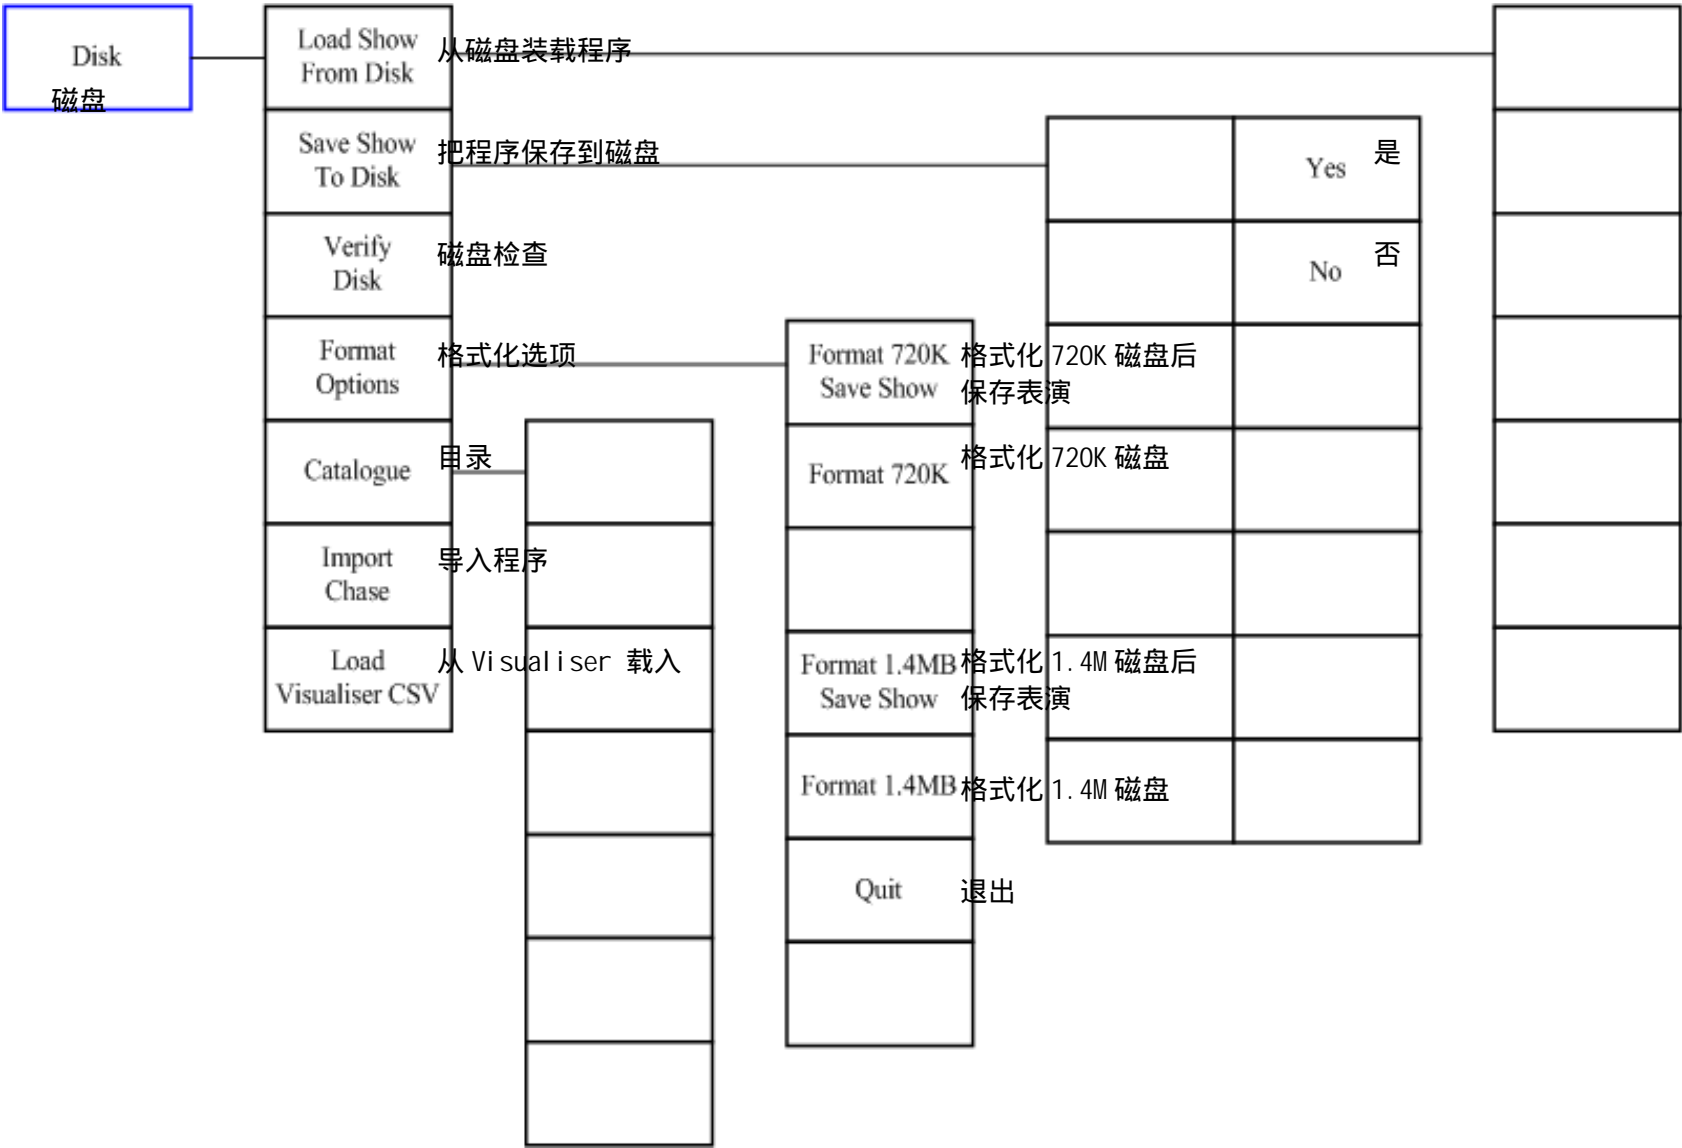 Disk
磁盘
Load Show
From Disk
从磁盘装载程序
Save Show
To Disk
把程序保存到磁盘
Yes
是
Verify
Disk
磁盘检查
No
否
Format
Options
格式化选项
Format 720K
Save Show
格式化 720K 磁盘后
保存表演
Catalogue
目录
Format 720K
格式化 720K 磁盘
Import
Chase
导入程序
Load
Visualiser CSV
从 Visualiser 载入
Format 1.4MB
Save Show
格式化 1.4M 磁盘后
保存表演
Format 1.4MB
格式化 1.4M 磁盘
Quit
退出